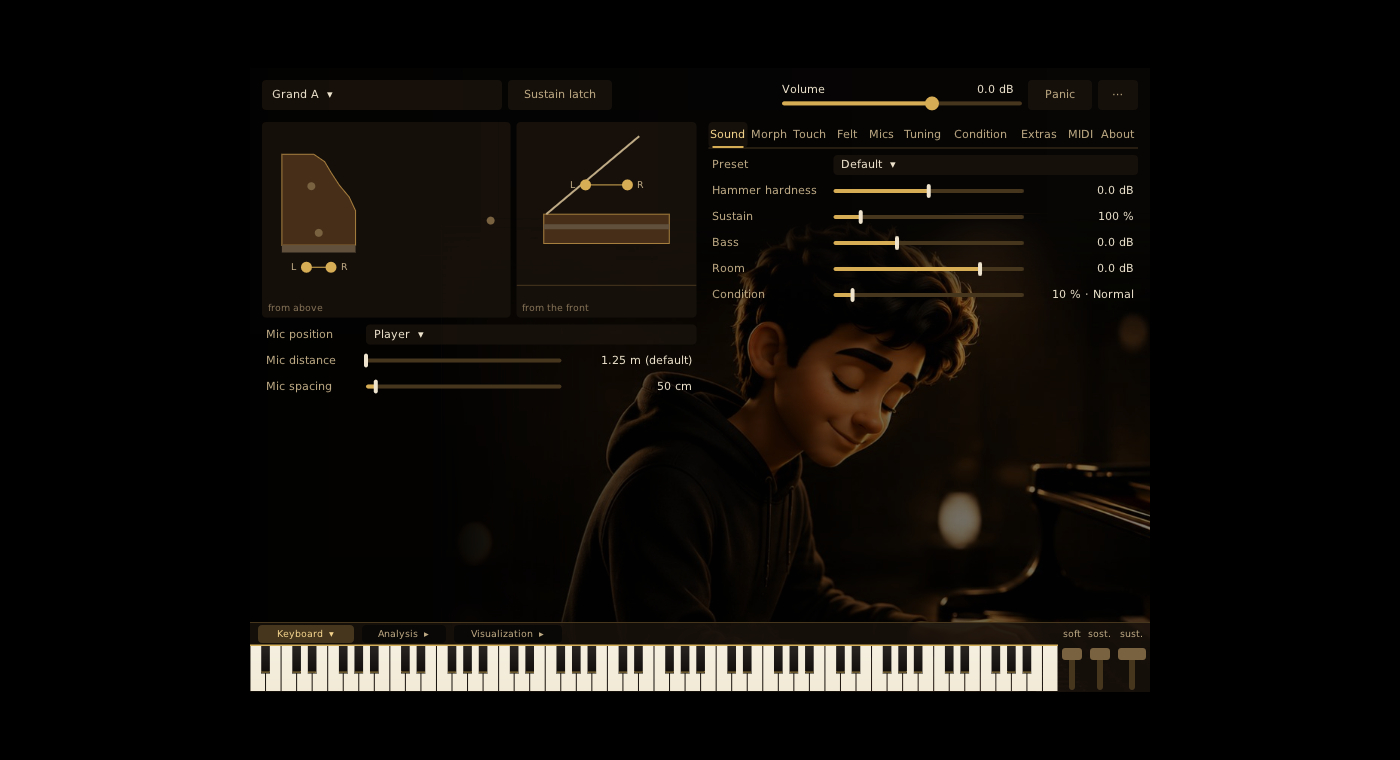 Grand A ▾
Sustain latch
Volume 0.0 dB
Panic
...
Sound Morph Touch Felt Mics Tuning Condition Extras MIDI About
L R
from above
L R
from the front
Preset Default ▾
Hammer hardness 0.0 dB
Sustain 100 %
Bass 0.0 dB
Room 0.0 dB
Condition 10 % · Normal
Mic position Player ▾
Mic distance 1.25 m (default)
Mic spacing 50 cm
Keyboard ▾ Analysis ▸ Visualization ▸
soft sost. sust.